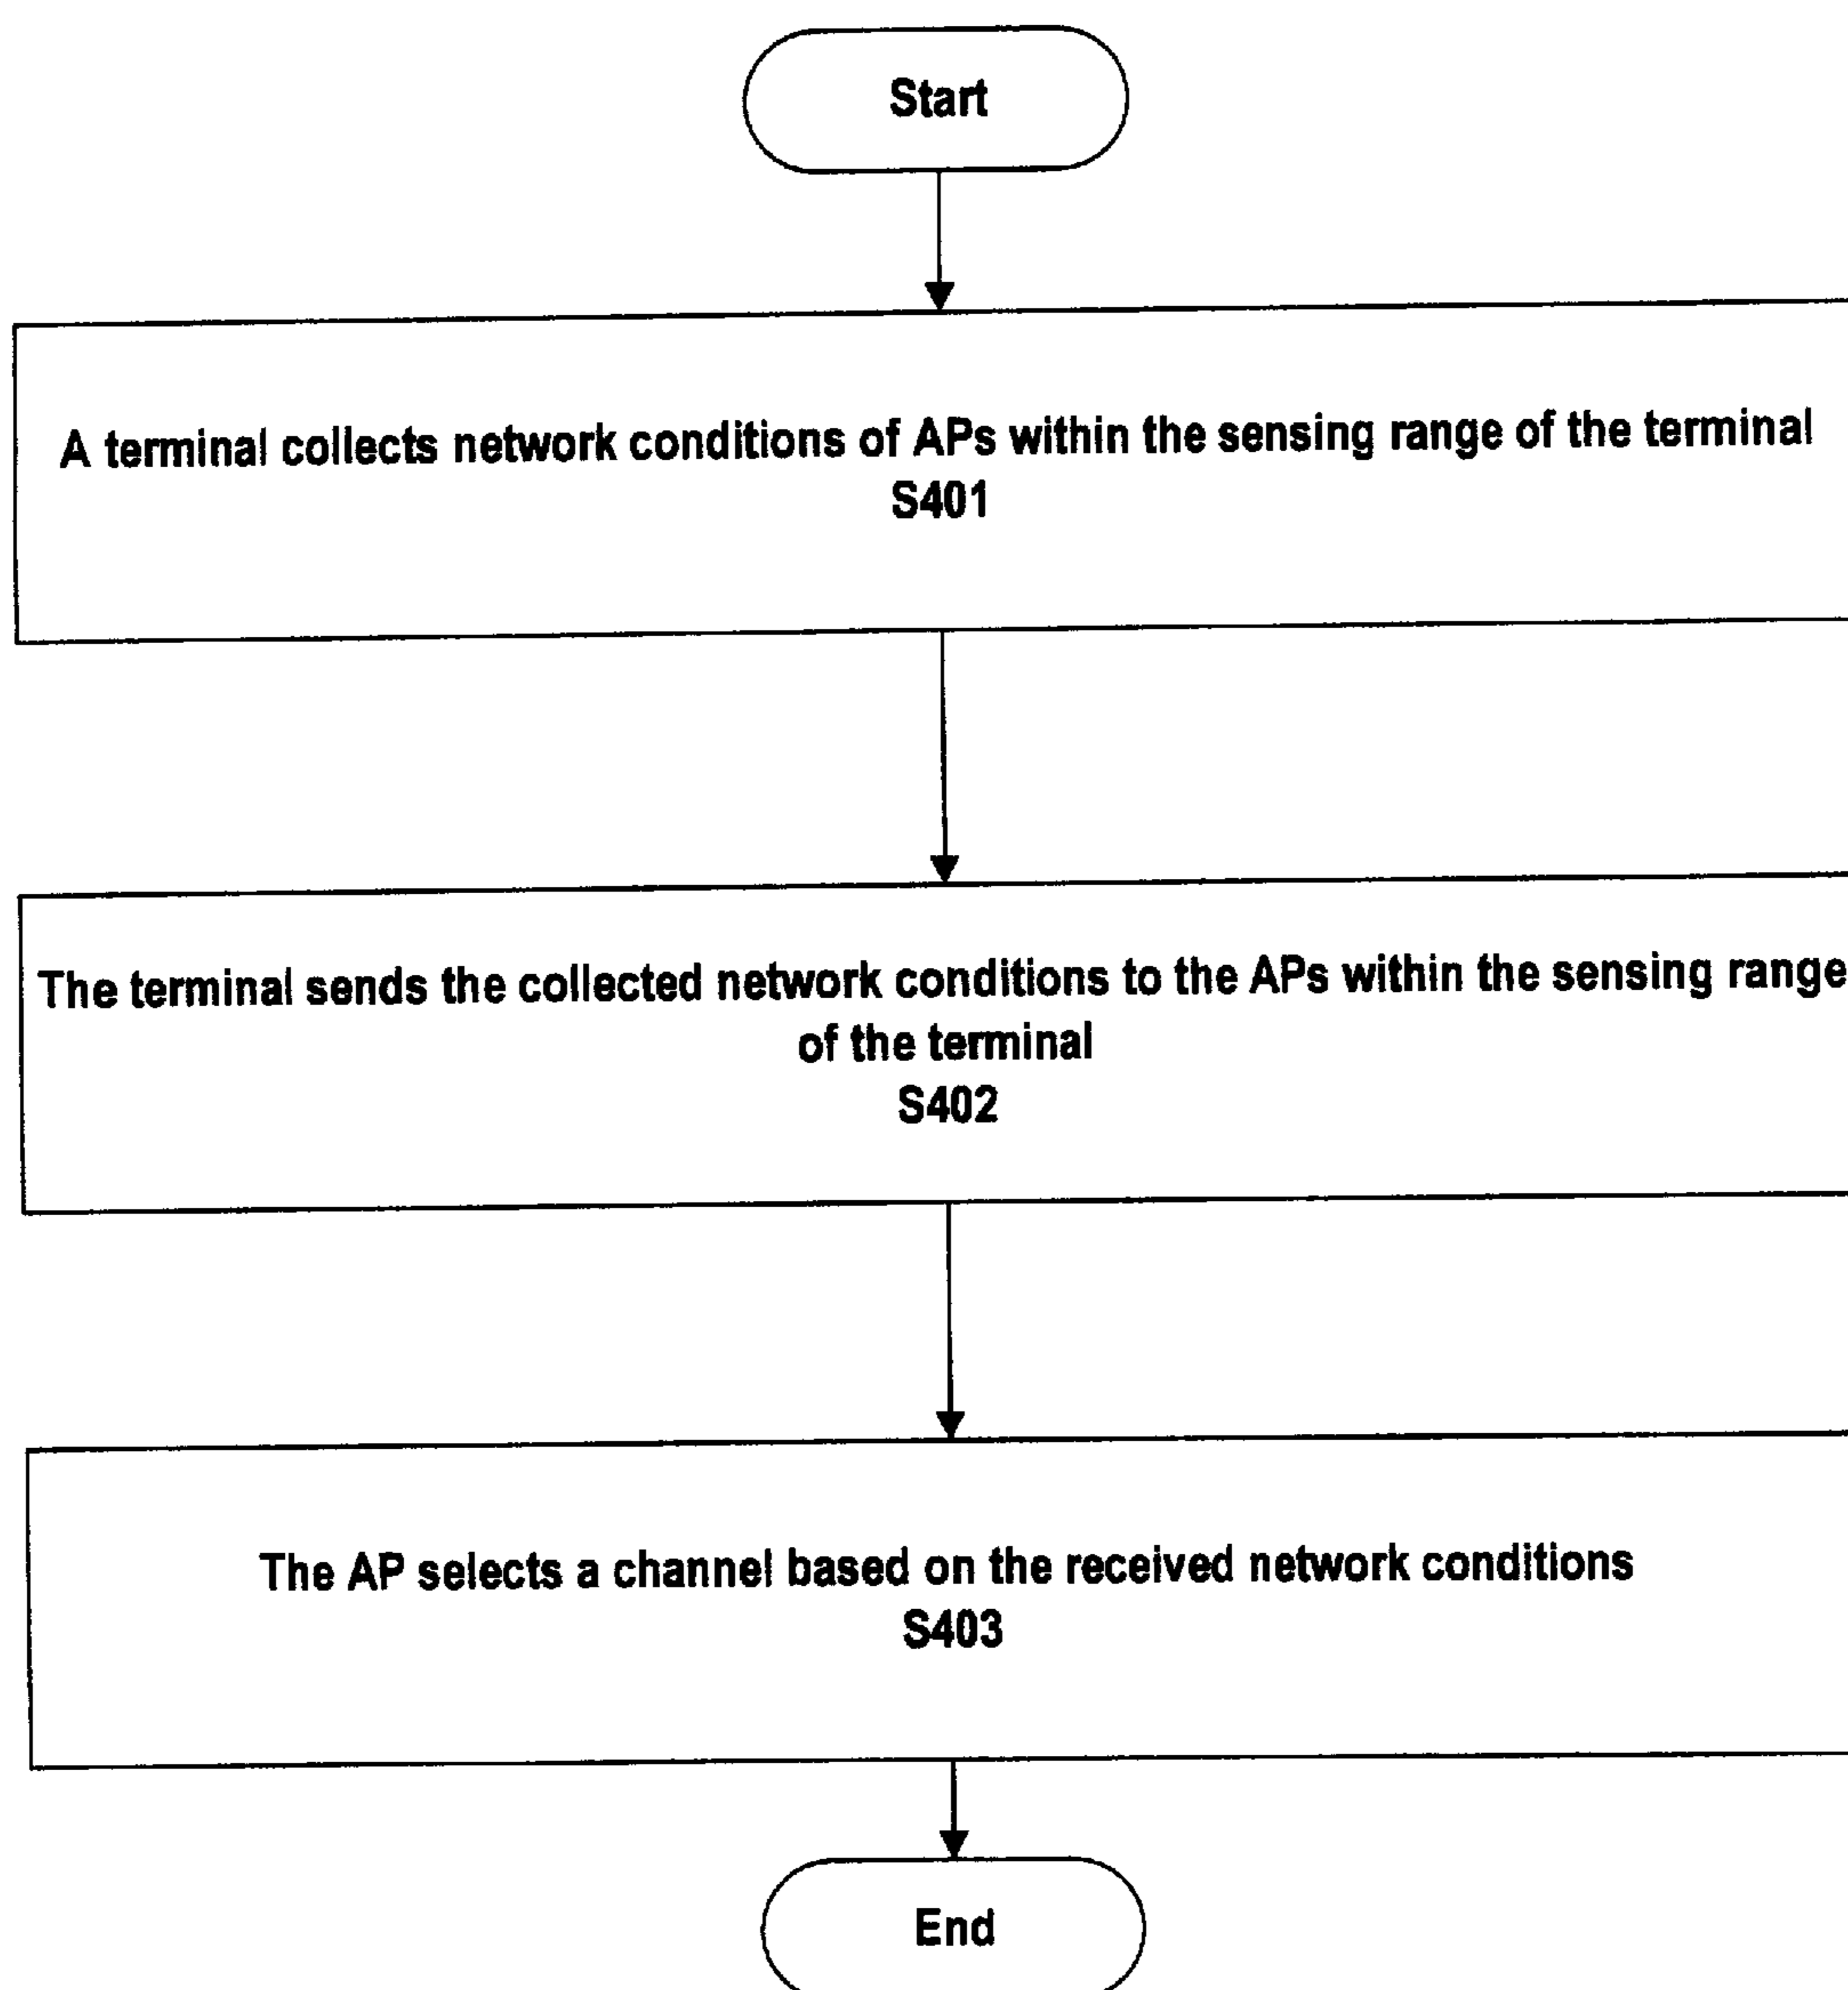 Start
A terminal collects network conditions of APs within the sensing range of the terminal
S401
The terminal sends the collected network conditions to the APs within the sensing range
of the terminal
S402
The AP selects a channel based on the received network conditions
S403
End